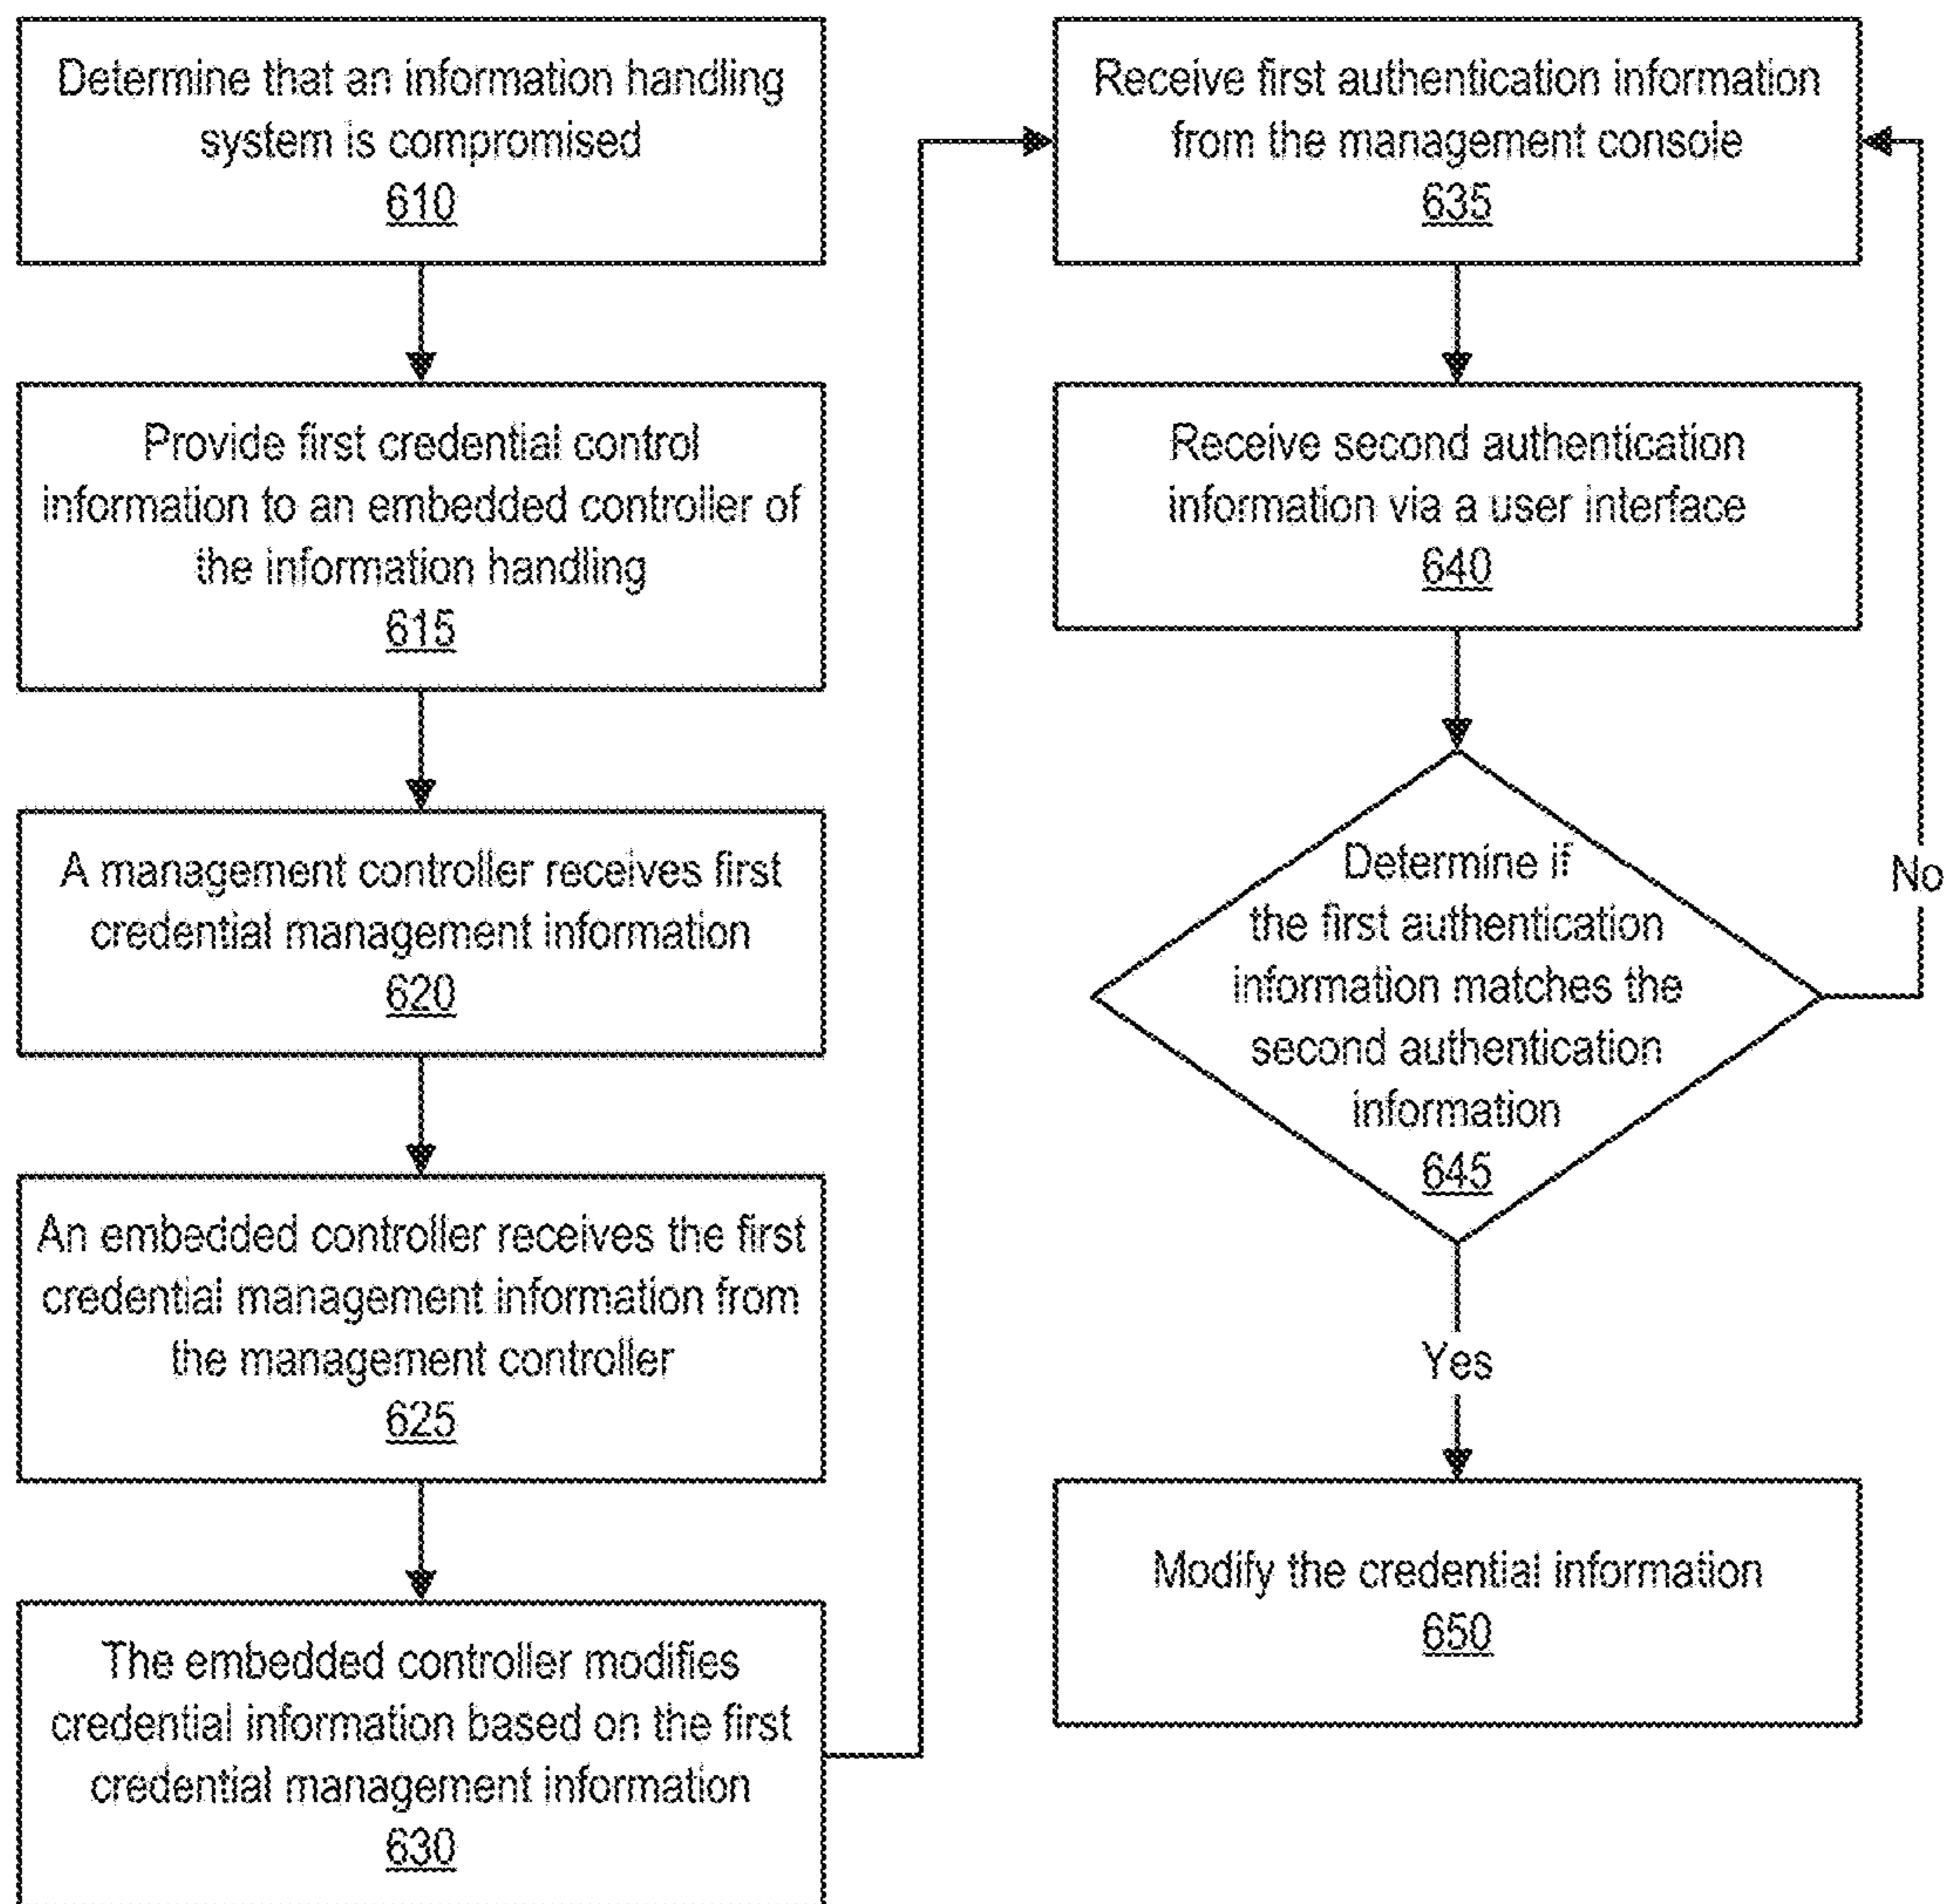 Determine that an information handling
system is compromised
610
Provide first credential control
information to an embedded controller of
the information handling
615
A management controller receives first
credential management information
620
An embedded controller receives the first
credential management information from
the management controller
625
The embedded controller modifies
credential information based on the first
credential management information
630
Receive first authentication information
from the management console
635
Receive second authentication
information via a user interface
640
Determine if
the first authentication
information matches the
second authentication
information
645
No
Yes
Modify the credential information
650